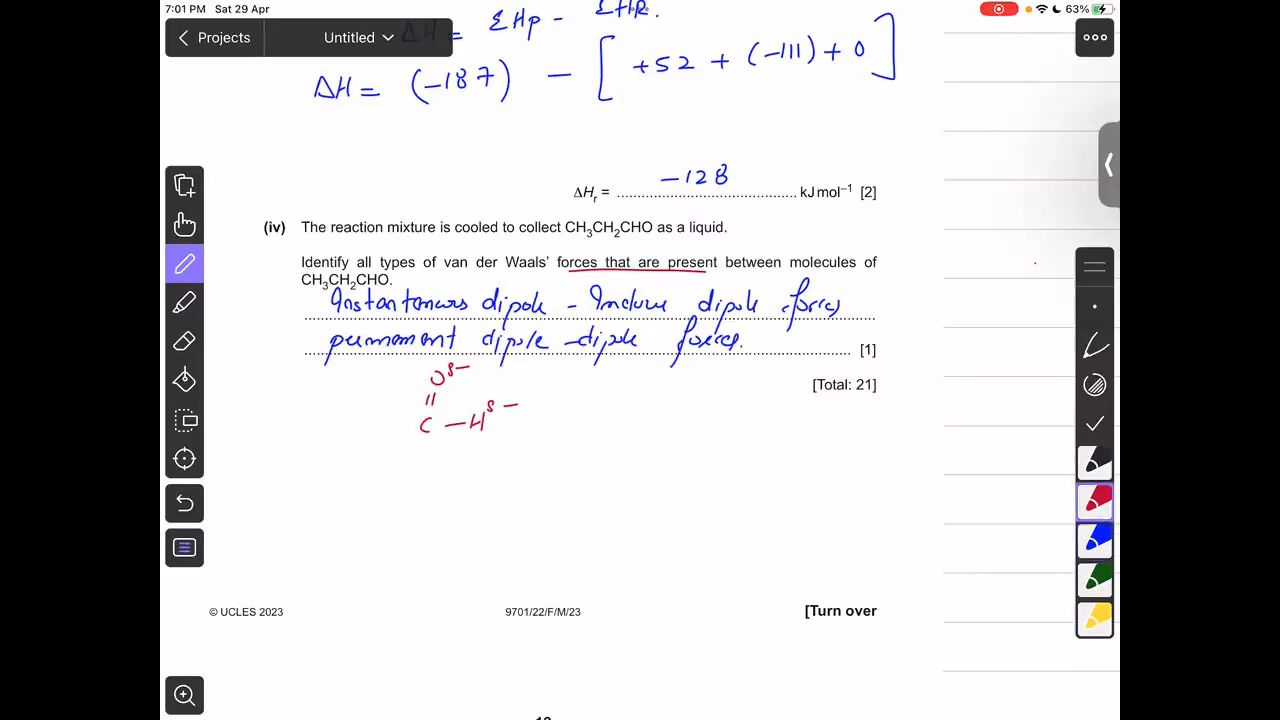 7:01 PM Sat 29 Apr
63%
Projects
Untitled
ΔH = ΣHp - ΣHR.
ΔH = (-187) - [+52 + (-111) + 0]
-128
ΔHr = ........................................ kJ mol–1 [2]
(iv) The reaction mixture is cooled to collect CH3CH2CHO as a liquid.
Identify all types of van der Waals' forces that are present between molecules of
CH3CH2CHO.
Instantaneous dipole - Induce dipole forces
permanent dipole -dipole forces.
[1]
[Total: 21]
O δ-
||
C - H δ-
© UCLES 2023
9701/22/F/M/23
[Turn over